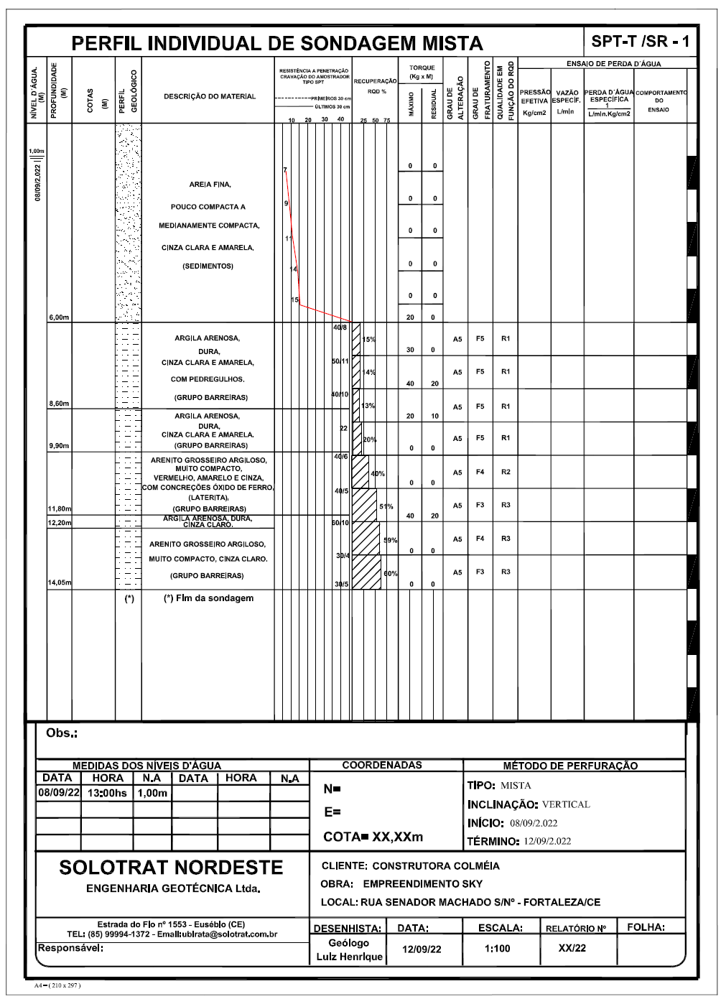 PERFIL INDIVIDUAL DE SONDAGEM MISTA
SPT-T /SR - 1
NÍVEL D´ÁGUA.
(M)
PROFUNDIDADE
(M)
COTAS
(M)
PERFIL
GEOLÓGICO
DESCRIÇÃO DO MATERIAL
RESISTÊNCIA A PENETRAÇÃO
CRAVAÇÃO DO AMOSTRADOR
TIPO SPT
PRIMEIROS 30 cm
ÚLTIMOS 30 cm
10 20 30 40
RECUPERAÇÃO
RQD %
25 50 75
TORQUE
(Kg x M)
MÁXIMO
RESIDUAL
GRAU DE
ALTERAÇÃO
GRAU DE
FRATURAMENTO
QUALIDADE EM
FUNÇÃO DO RQD
ENSAIO DE PERDA D´ÁGUA
PRESSÃO
EFETIVA
Kg/cm2
VAZÃO
ESPECÍF.
L/min
PERDA D´ÁGUA
ESPECÍFICA
1
L/min.Kg/cm2
COMPORTAMENTO
DO
ENSAIO
1,00m
08/09/2.022
0 0
7
AREIA FINA,
0 0
9
POUCO COMPACTA A
MEDIANAMENTE COMPACTA,
0 0
11
CINZA CLARA E AMARELA,
(SEDIMENTOS)
0 0
14
0 0
15
6,00m
20 0
40/8
ARGILA ARENOSA,
DURA,
CINZA CLARA E AMARELA,
COM PEDREGULHOS.
(GRUPO BARREIRAS)
15%
30 0
A5 F5 R1
50/11
14%
40 20
A5 F5 R1
40/10
8,60m
13%
20 10
A5 F5 R1
ARGILA ARENOSA,
DURA,
CINZA CLARA E AMARELA.
(GRUPO BARREIRAS)
22
20%
0 0
A5 F5 R1
9,90m
40/6
ARENITO GROSSEIRO ARGILOSO,
MUITO COMPACTO,
VERMELHO, AMARELO E CINZA,
COM CONCREÇÕES ÓXIDO DE FERRO,
(LATERITA),
(GRUPO BARREIRAS)
40%
0 0
A5 F4 R2
40/5
51%
40 20
A5 F3 R3
11,80m
ARGILA ARENOSA, DURA,
CINZA CLARO.
12,20m
60/10
ARENITO GROSSEIRO ARGILOSO,
MUITO COMPACTO, CINZA CLARO.
(GRUPO BARREIRAS)
59%
0 0
A5 F4 R3
30/4
60%
0 0
A5 F3 R3
14,05m
30/5
(*)
(*) Fim da sondagem
Obs.:
MEDIDAS DOS NÍVEIS D'ÁGUA
DATA HORA N.A DATA HORA N.A
08/09/22 13:00hs 1,00m
COORDENADAS
N=
E=
COTA= XX,XXm
MÉTODO DE PERFURAÇÃO
TIPO: MISTA
INCLINAÇÃO: VERTICAL
INÍCIO: 08/09/2.022
TÉRMINO: 12/09/2.022
SOLOTRAT NORDESTE
ENGENHARIA GEOTÉCNICA Ltda.
CLIENTE: CONSTRUTORA COLMÉIA
OBRA: EMPREENDIMENTO SKY
LOCAL: RUA SENADOR MACHADO S/Nº - FORTALEZA/CE
Estrada do Fio nº 1553 - Eusébio (CE)
TEL: (85) 99994-1372 - Email:ubirata@solotrat.com.br
Responsável:
DESENHISTA:
Geólogo
Luiz Henrique
DATA:
12/09/22
ESCALA:
1:100
RELATÓRIO Nº
XX/22
FOLHA:
A4 = ( 210 x 297 )